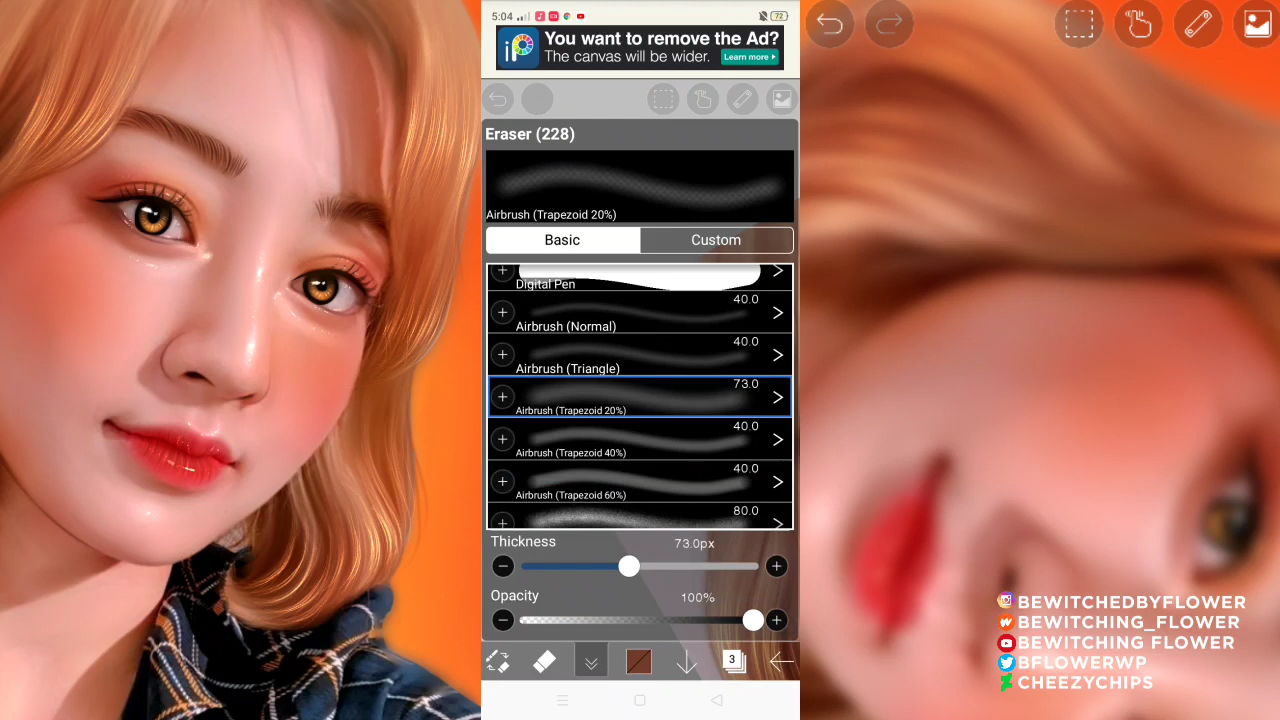 5:04
72
iP
You want to remove the Ad?
The canvas will be wider.
Learn more
Eraser (228)
Airbrush (Trapezoid 20%)
Basic
Custom
Digital Pen
40.0
Airbrush (Normal)
40.0
Airbrush (Triangle)
73.0
Airbrush (Trapezoid 20%)
40.0
Airbrush (Trapezoid 40%)
40.0
Airbrush (Trapezoid 60%)
80.0
Thickness
73.0px
Opacity
100%
3
BEWITCHEDBYFLOWER
BEWITCHING_FLOWER
BEWITCHING FLOWER
BFLOWERWP
CHEEZYCHIPS